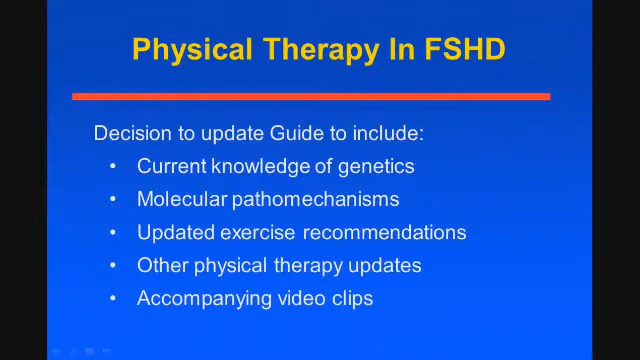 Physical Therapy In FSHD
Decision to update Guide to include:
• Current knowledge of genetics
• Molecular pathomechanisms
• Updated exercise recommendations
• Other physical therapy updates
• Accompanying video clips